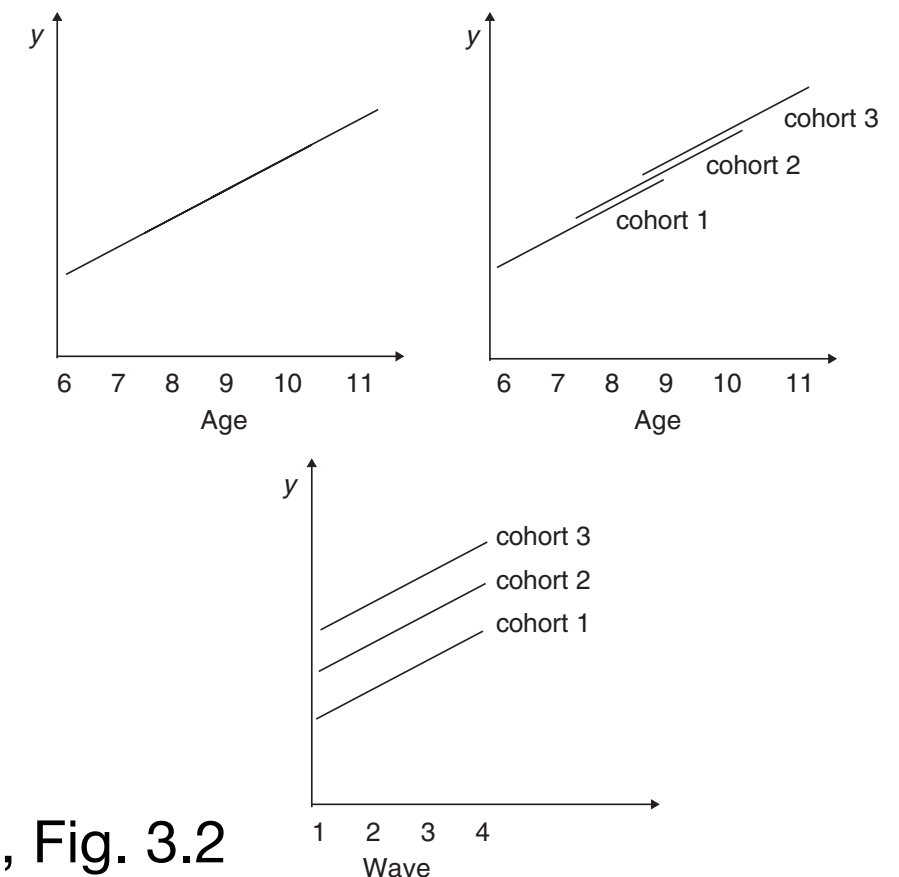 y
6 7 8 9 10 11
Age
y
cohort 3
cohort 2
cohort 1
6 7 8 9 10 11
Age
y
cohort 3
cohort 2
cohort 1
1 2 3 4
Wave
, Fig. 3.2